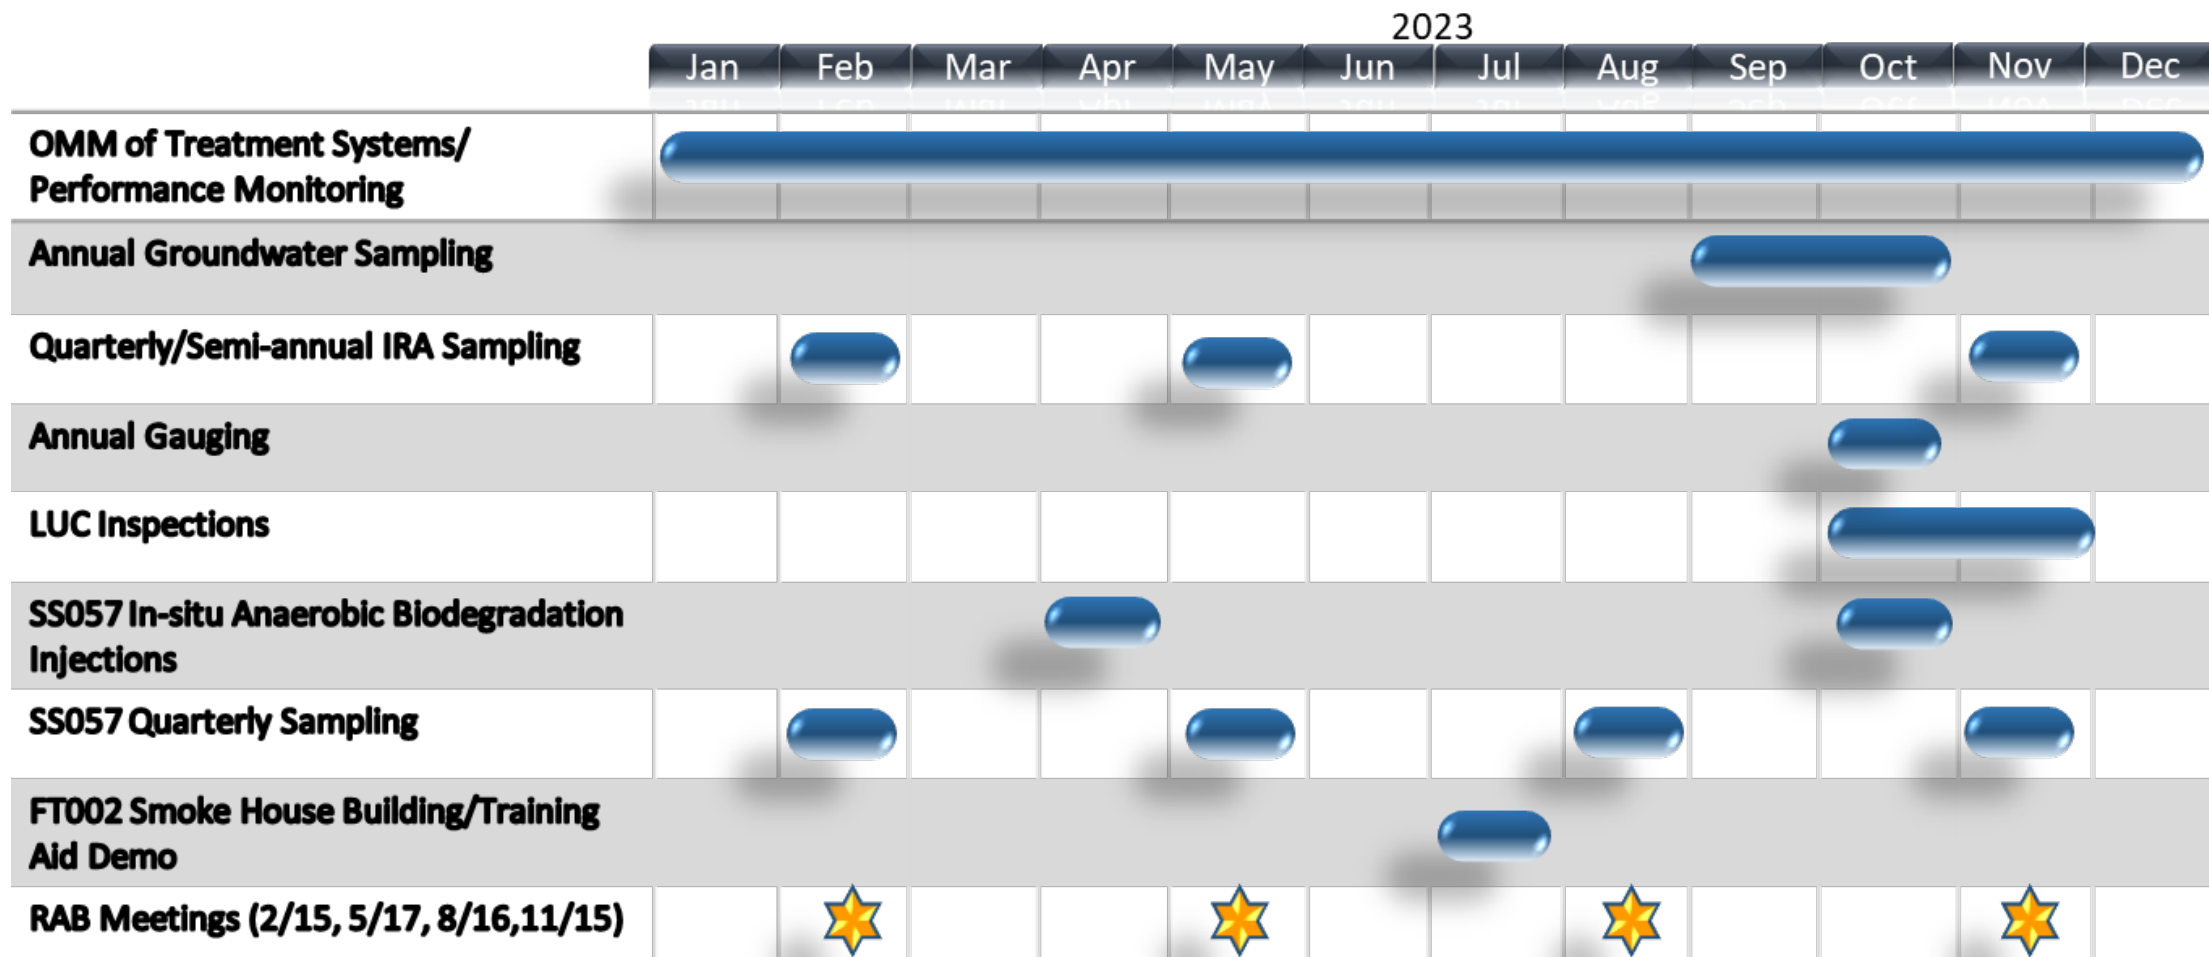 2023
Jan Feb Mar Apr May Jun Jul Aug Sep Oct Nov Dec
OMM of Treatment Systems/
Performance Monitoring
Annual Groundwater Sampling
Quarterly/Semi-annual IRA Sampling
Annual Gauging
LUC Inspections
SS057 In-situ Anaerobic Biodegradation
Injections
SS057 Quarterly Sampling
FT002 Smoke House Building/Training
Aid Demo
RAB Meetings (2/15, 5/17, 8/16,11/15)